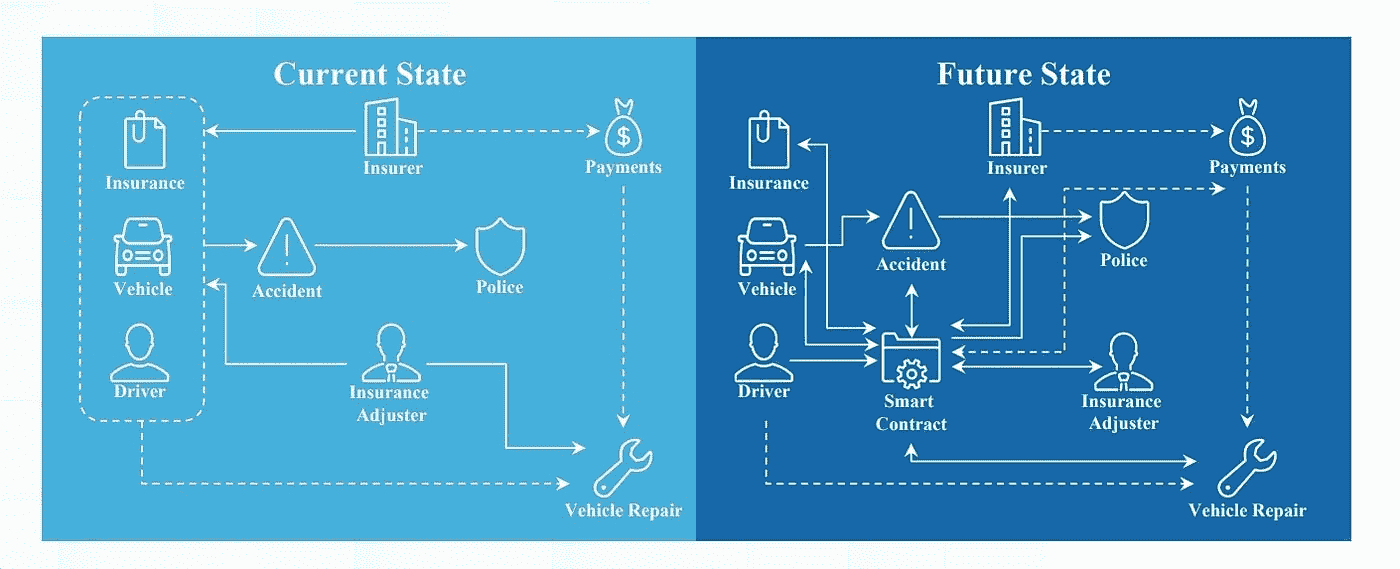 Current State
Insurance
Insurer
$
Payments
Vehicle
Accident
Police
Driver
Insurance
Adjuster
Vehicle Repair
Future State
Insurance
Insurer
$
Payments
Vehicle
Accident
Police
Driver
Smart
Contract
Insurance
Adjuster
Vehicle Repair